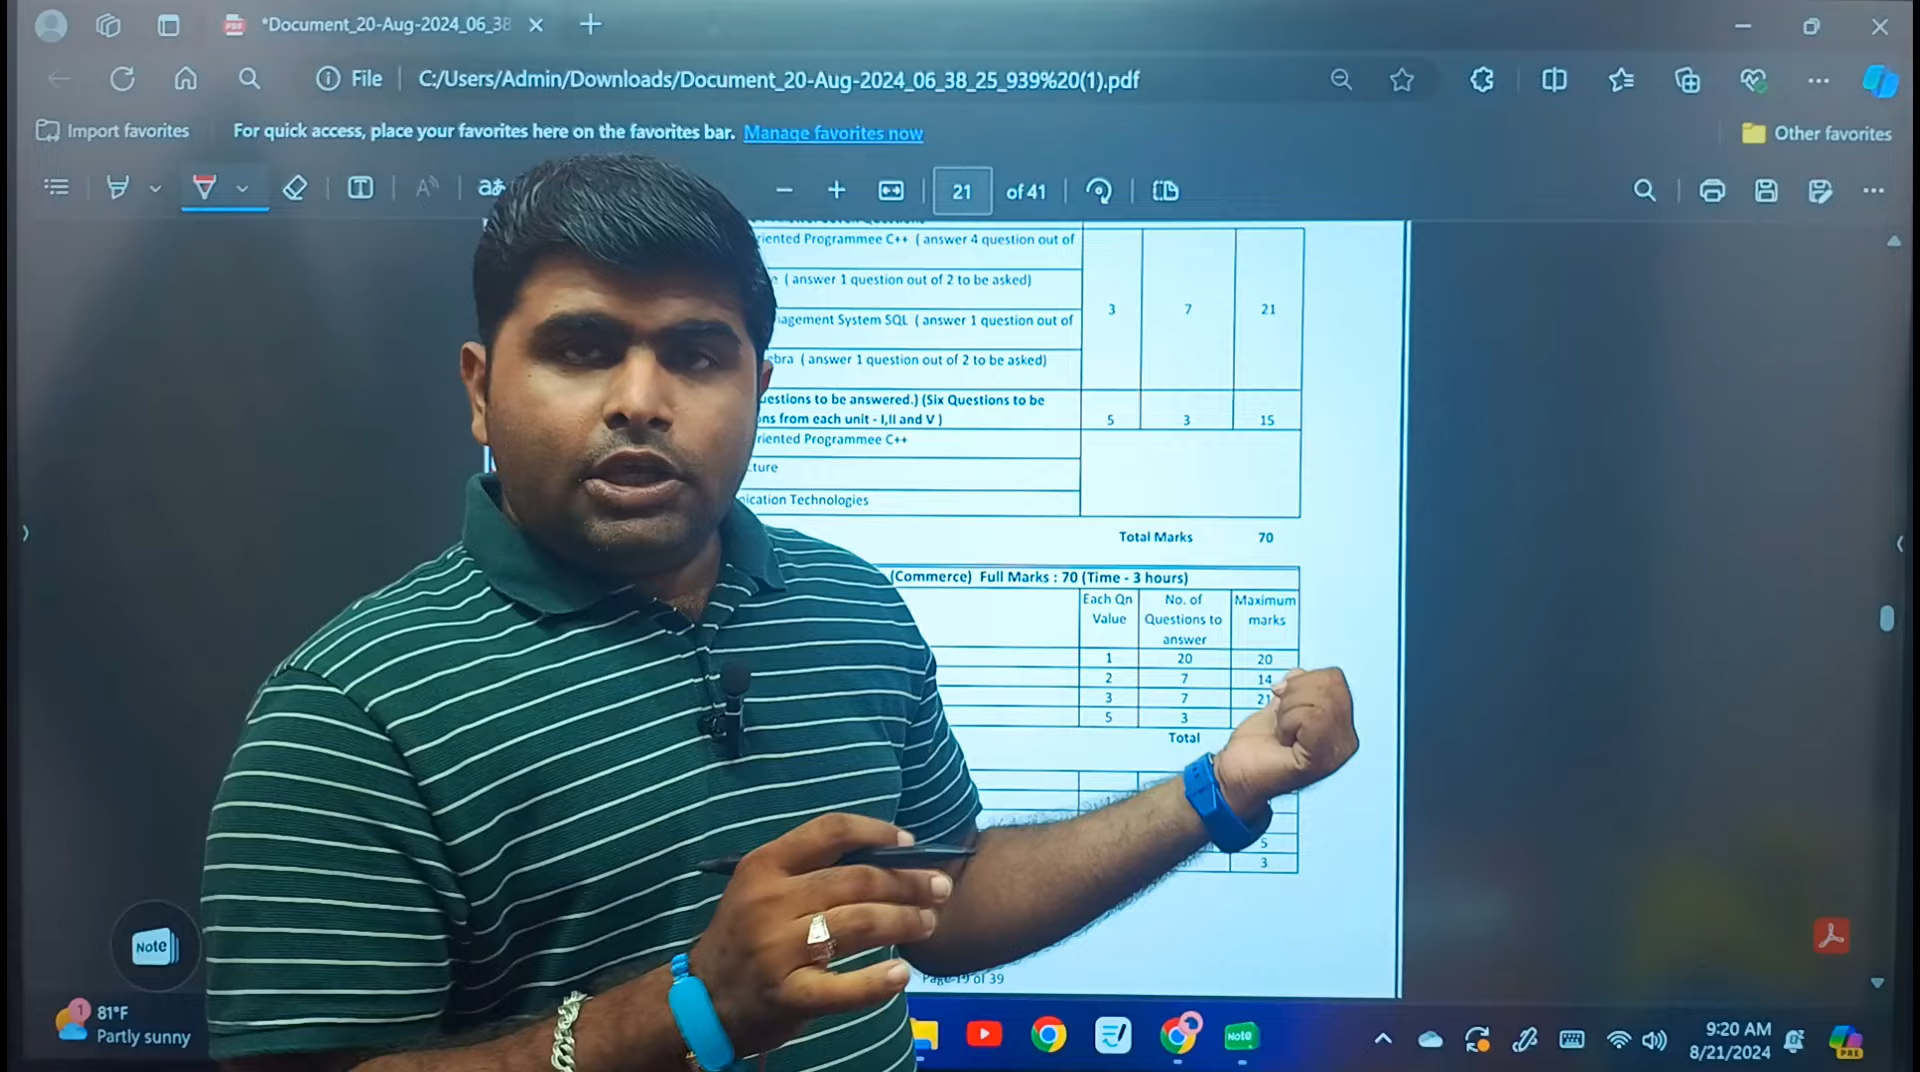 *Document_20-Aug-2024_06_38
File
C:/Users/Admin/Downloads/Document_20-Aug-2024_06_38_25_939%20(1).pdf
Import favorites
For quick access, place your favorites here on the favorites bar. Manage favorites now
Other favorites
21 of 41
riented Programmee C++ ( answer 4 question out of
( answer 1 question out of 2 to be asked)
3 7 21
agement System SQL ( answer 1 question out of
ebra ( answer 1 question out of 2 to be asked)
uestions to be answered.) (Six Questions to be
ns from each unit - I,II and V )
5 3 15
riented Programmee C++
cture
ication Technologies
Total Marks 70
(Commerce) Full Marks : 70 (Time - 3 hours)
Each Qn Value
No. of Questions to answer
Maximum marks
1 20 20
2 7 14
3 7 21
5 3
Total
1
5
3
Page 19 of 39
Note
1
81°F
Partly sunny
Note
9:20 AM
8/21/2024
PRE